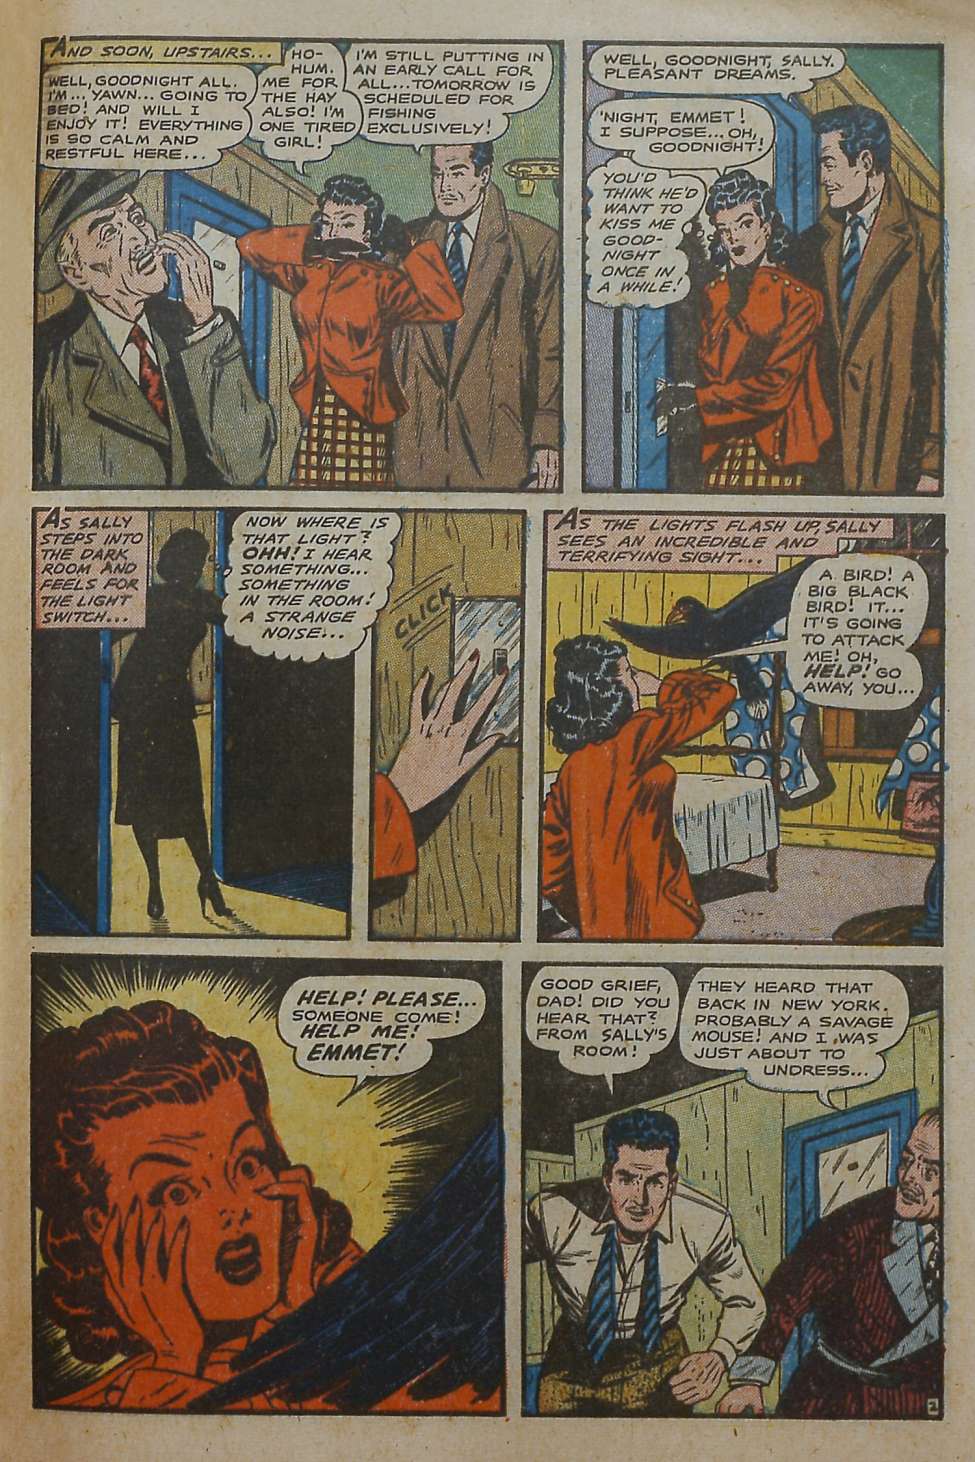 AND SOON, UPSTAIRS...
WELL, GOODNIGHT ALL.
I'M... YAWN... GOING TO
BED! AND WILL I
ENJOY IT! EVERYTHING
IS SO CALM AND
RESTFUL HERE...
HO-
HUM.
ME FOR
THE HAY
ALSO! I'M
ONE TIRED
GIRL!
I'M STILL PUTTING IN
AN EARLY CALL FOR
ALL... TOMORROW IS
SCHEDULED FOR
FISHING
EXCLUSIVELY!
WELL, GOODNIGHT, SALLY.
PLEASANT DREAMS.
'NIGHT, EMMET!
I SUPPOSE... OH,
GOODNIGHT!
YOU'D
THINK HE'D
WANT TO
KISS ME
GOOD-
NIGHT
ONCE IN
A WHILE!
AS SALLY
STEPS INTO
THE DARK
ROOM AND
FEELS FOR
THE LIGHT
SWITCH...
NOW WHERE IS
THAT LIGHT?
OHH! I HEAR
SOMETHING...
SOMETHING
IN THE ROOM!
A STRANGE
NOISE...
CLICK
AS THE LIGHTS FLASH UP, SALLY
SEES AN INCREDIBLE AND
TERRIFYING SIGHT...
A BIRD! A
BIG BLACK
BIRD! IT...
IT'S GOING
TO ATTACK
ME! OH,
HELP! GO
AWAY, YOU...
HELP! PLEASE...
SOMEONE COME!
HELP ME!
EMMET!
GOOD GRIEF,
DAD! DID YOU
HEAR THAT?
FROM SALLY'S
ROOM!
THEY HEARD THAT
BACK IN NEW YORK.
PROBABLY A SAVAGE
MOUSE! AND I WAS
JUST ABOUT TO
UNDRESS...
2